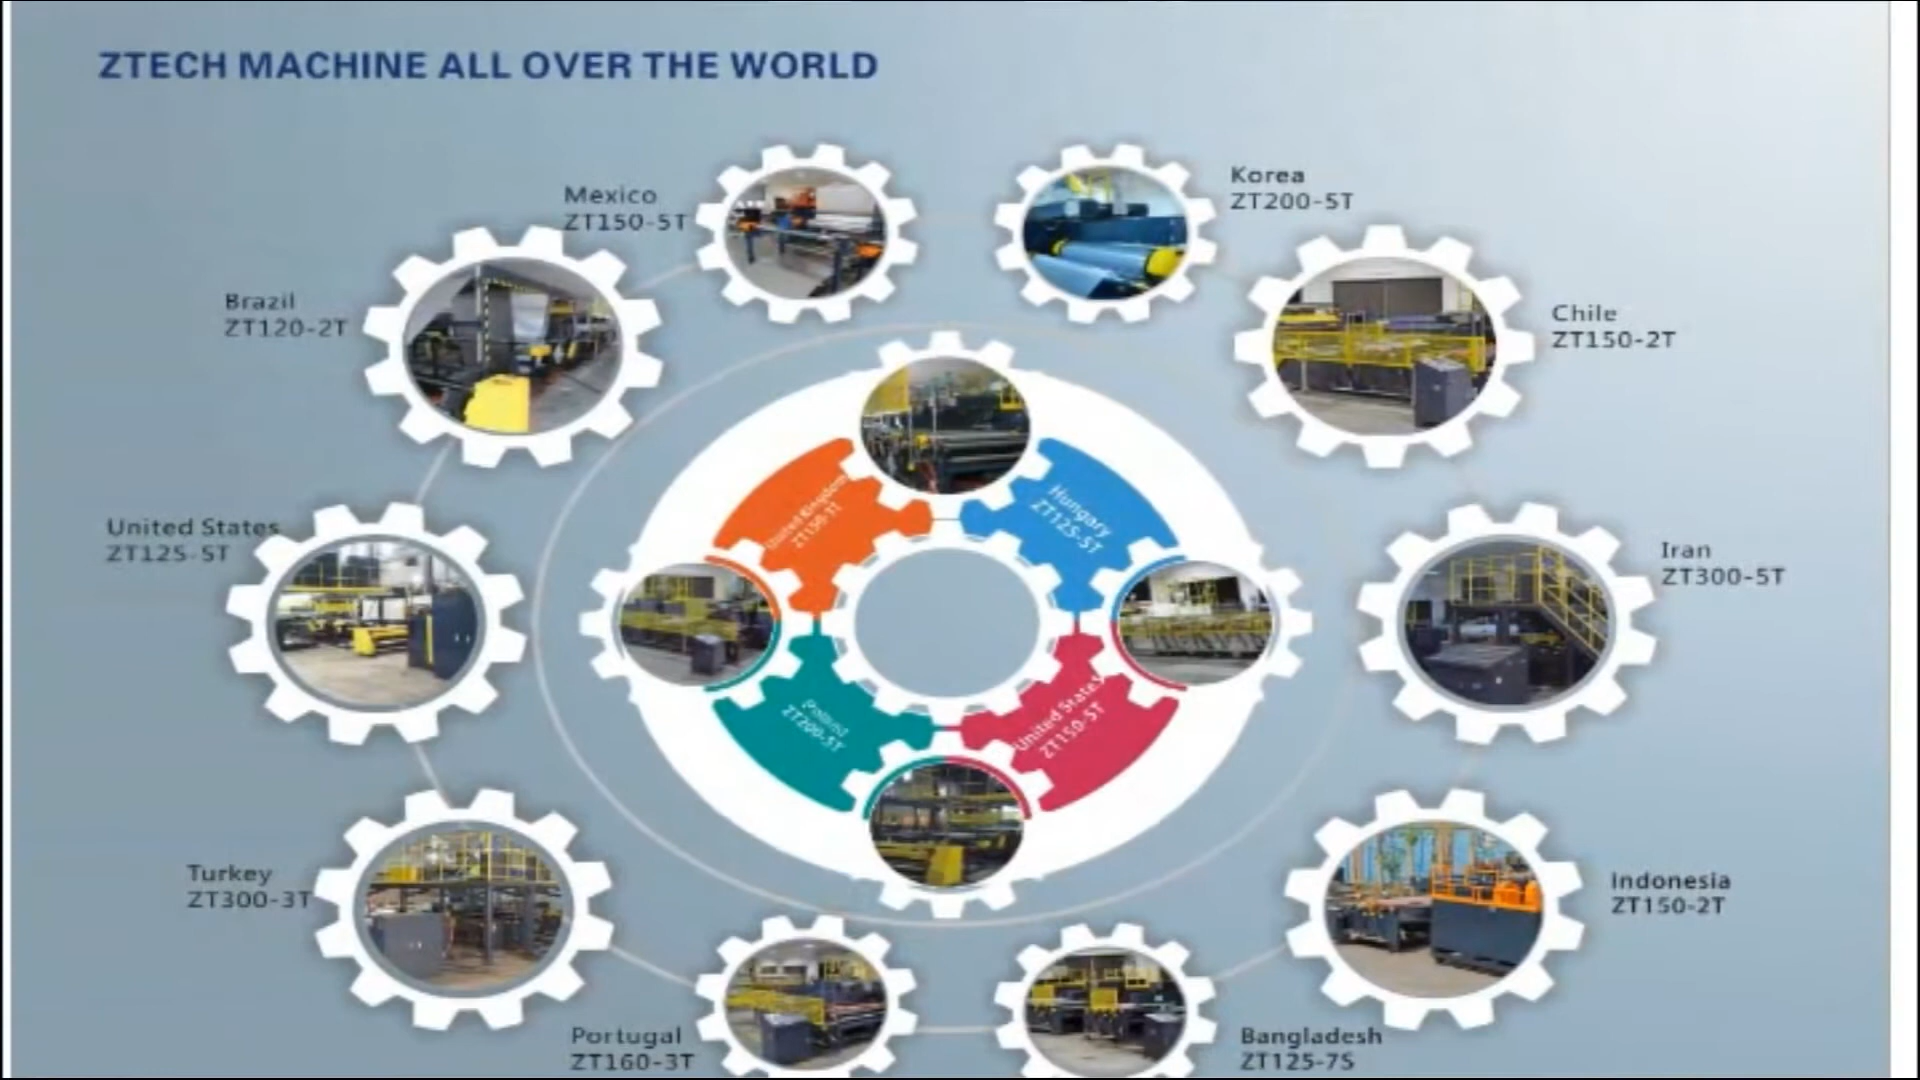 ZTECH MACHINE ALL OVER THE WORLD
Mexico
ZT150-5T
Korea
ZT200-5T
Brazil
ZT120-2T
Chile
ZT150-2T
United Kingdom
Hungary
ZT125-5T
United States
ZT125-5T
Iran
ZT300-5T
ZT200-5T
United States
ZT150-5T
Turkey
ZT300-3T
Indonesia
ZT150-2T
Portugal
ZT160-3T
Bangladesh
ZT125-7S